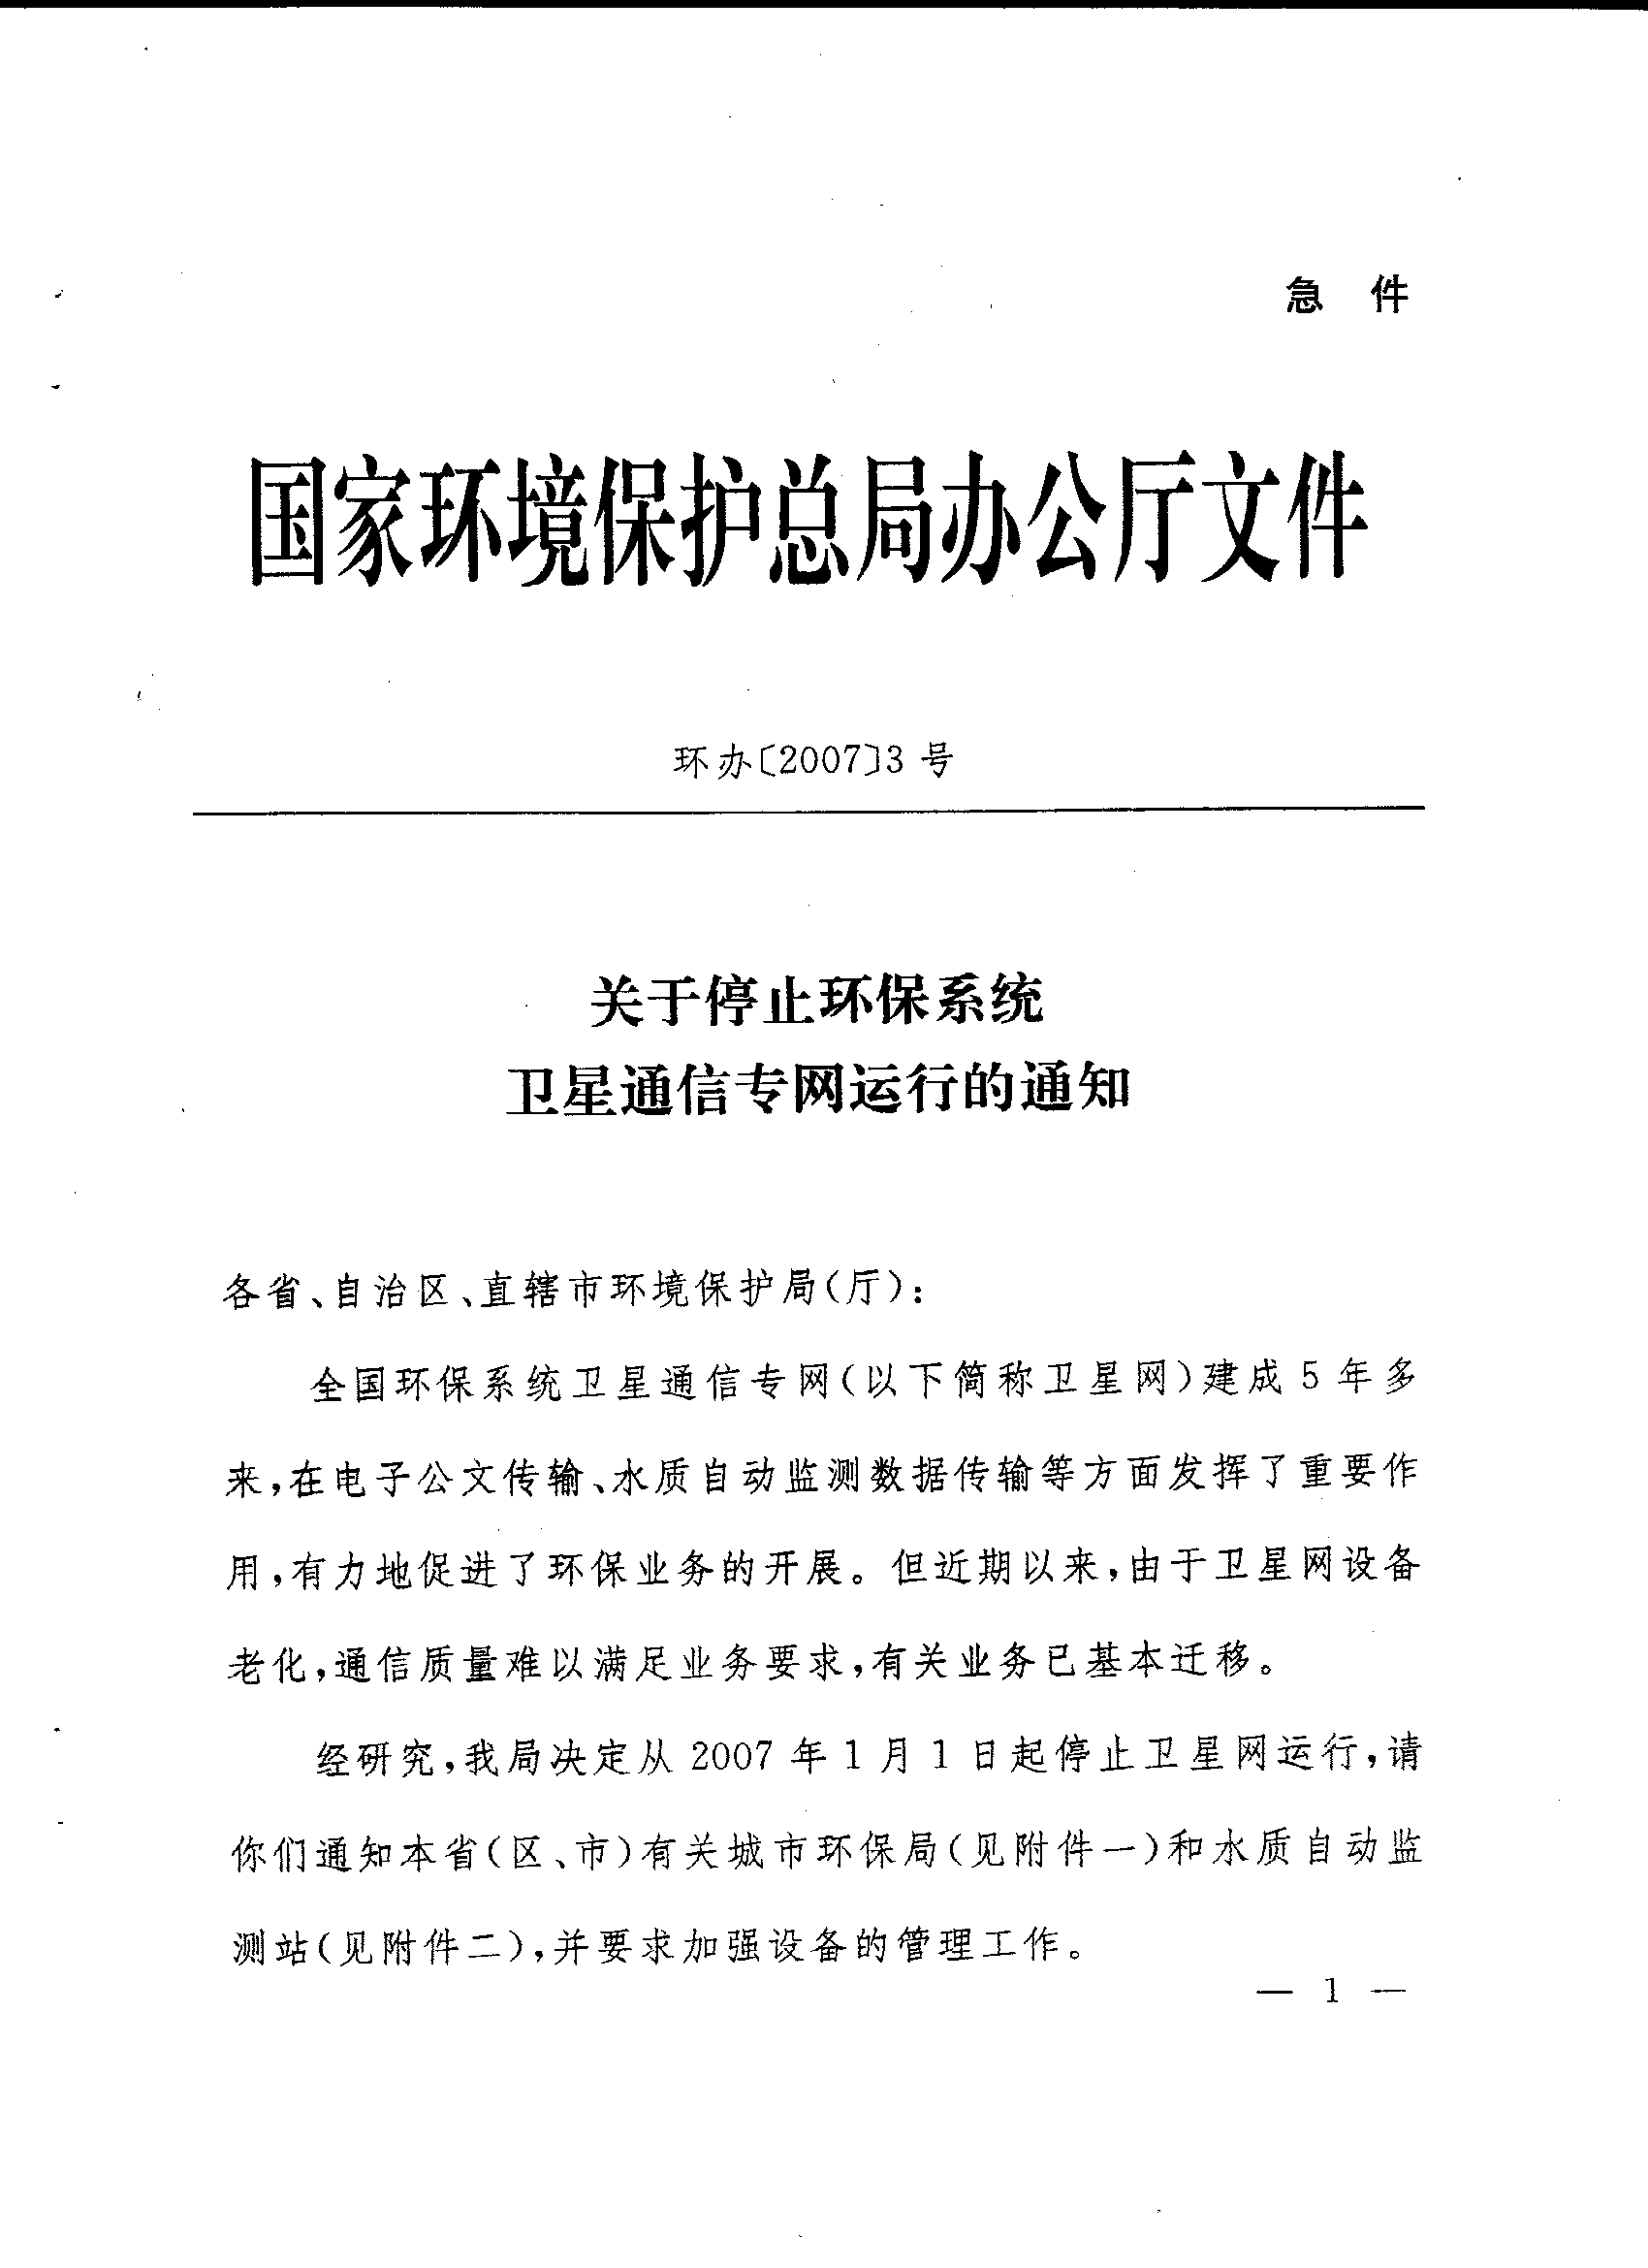 急 件
国家环境保护总局办公厅文件
环办〔2007〕3 号
关于停止环保系统
卫星通信专网运行的通知
各省、自治区、直辖市环境保护局(厅):
全国环保系统卫星通信专网(以下简称卫星网)建成 5 年多
来,在电子公文传输、水质自动监测数据传输等方面发挥了重要作
用,有力地促进了环保业务的开展。但近期以来,由于卫星网设备
老化,通信质量难以满足业务要求,有关业务已基本迁移。
经研究,我局决定从 2007 年 1 月 1 日起停止卫星网运行,请
你们通知本省(区、市)有关城市环保局(见附件一)和水质自动监
测站(见附件二),并要求加强设备的管理工作。
— 1 —